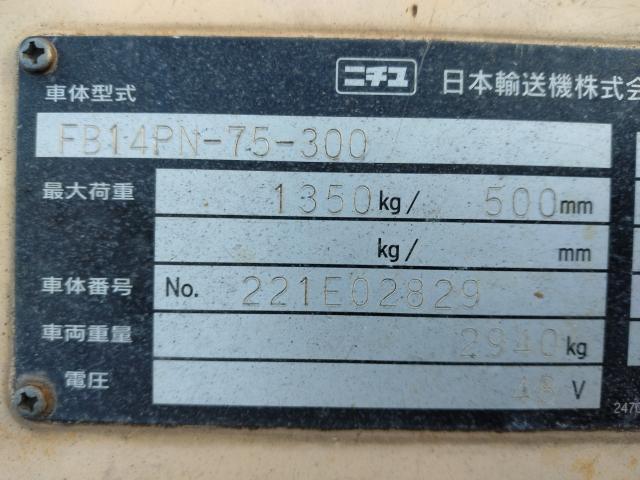 ニチユ 日本輸送機株式会
車体型式
FB14PN-75-300
最大荷重 1350kg/ 500mm
kg/ mm
車体番号 No. 221E02829
車両重量 2940kg
電圧 48 V
2470